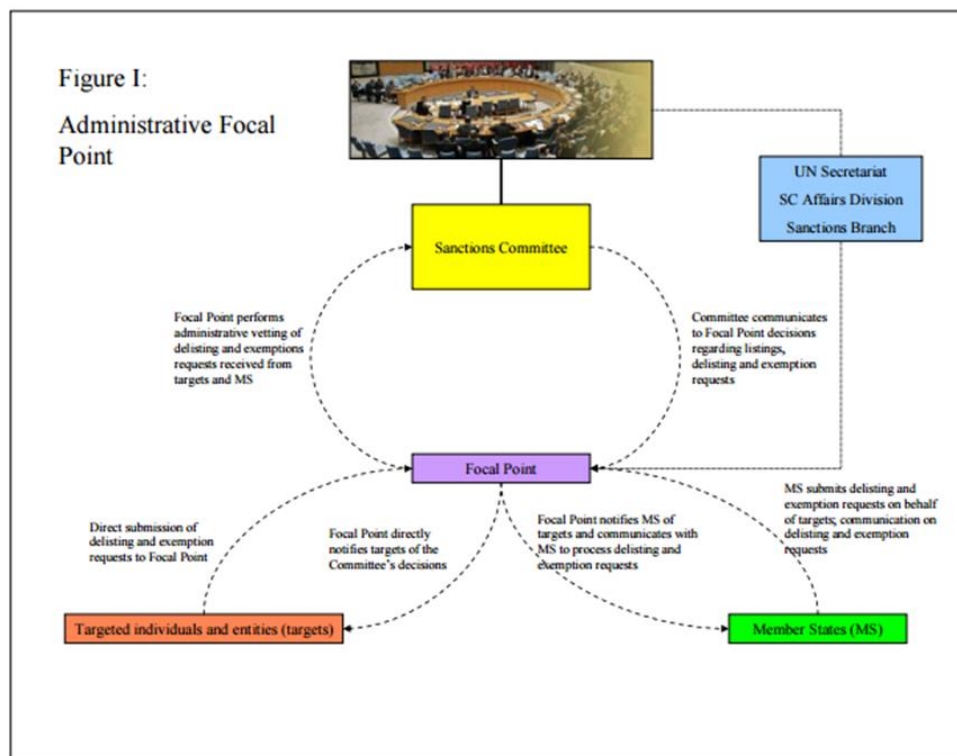 Figure I:
Administrative Focal
Point
UN Secretariat
SC Affairs Division
Sanctions Branch
Sanctions Committee
Focal Point performs
administrative vetting of
delisting and exemptions
requests received from
targets and MS
Committee communicates
to Focal Point decisions
regarding listings,
delisting and exemption
requests
Focal Point
Direct submission of
delisting and exemption
requests to Focal Point
Focal Point directly
notifies targets of the
Committee's decisions
Focal Point notifies MS of
targets and communicates with
MS to process delisting and
exemption requests
MS submits delisting and
exemption requests on behalf
of targets; communication on
delisting and exemption
requests
Targeted individuals and entities (targets)
Member States (MS)